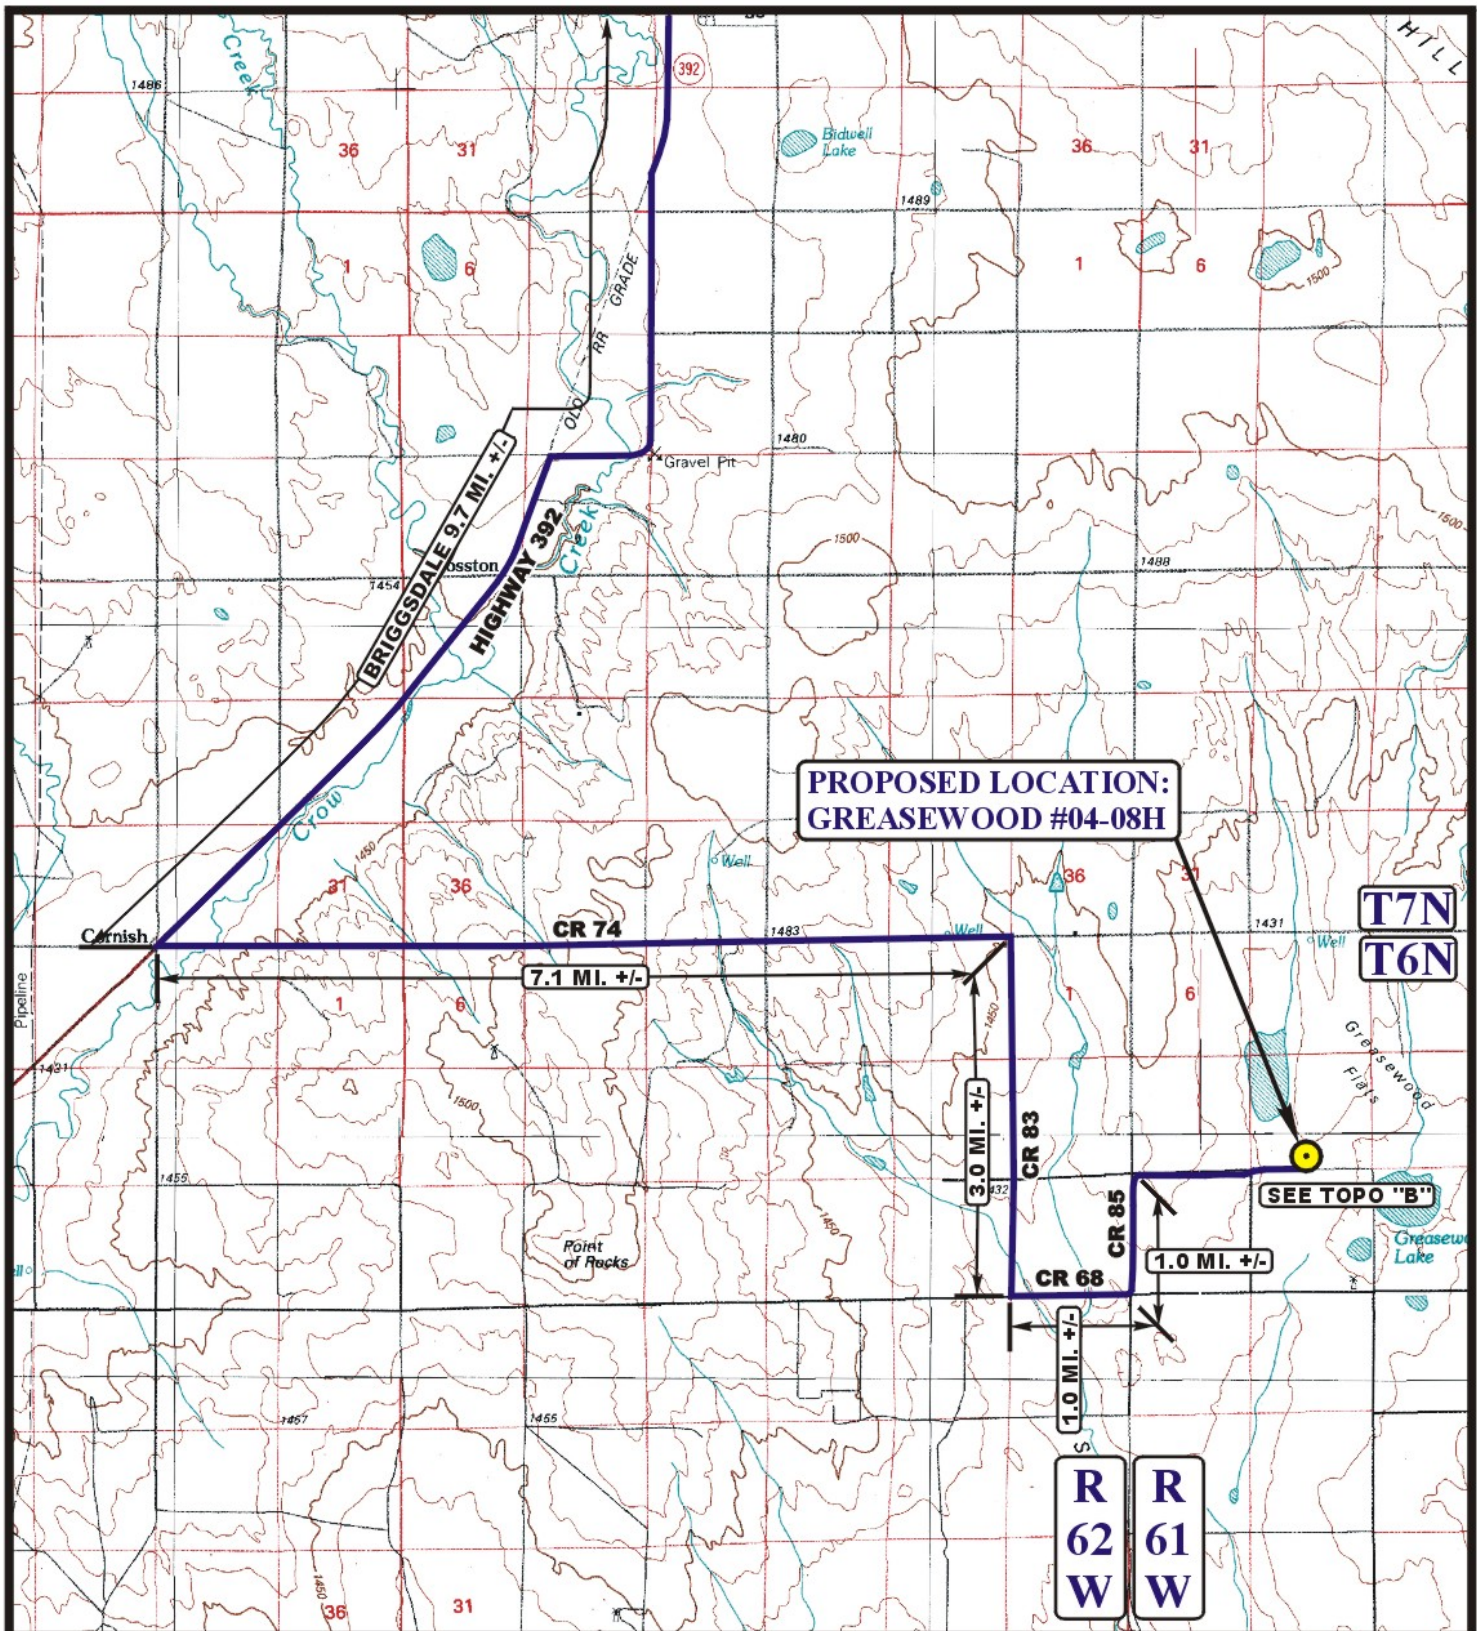 HILL
392
Creek
1486
Bidwell
Lake
36
31
36
31
1489
1
6
1
6
1500
GRADE
RR
OLD
1480
Gravel Pit
BRIGGSDALE 9.7 MI. +/-
HIGHWAY 392
Creek
1500
1500
1488
osston
1454
PROPOSED LOCATION:
GREASEWOOD #04-08H
Crow
1450
Well
31
36
36
31
T7N
Cornish
CR 74
1483
Well
1431
Well
T6N
7.1 MI. +/-
Pipeline
1
6
1
6
1450
Greasewood
Flats
1431
1500
3.0 MI. +/-
CR 83
1455
432
CR 85
SEE TOPO "B"
1450
Point
of Rocks
Greasewo
Lake
1.0 MI. +/-
CR 68
1.0 MI. +/-
1467
1455
S
R
62
W
R
61
W
1450
36
31